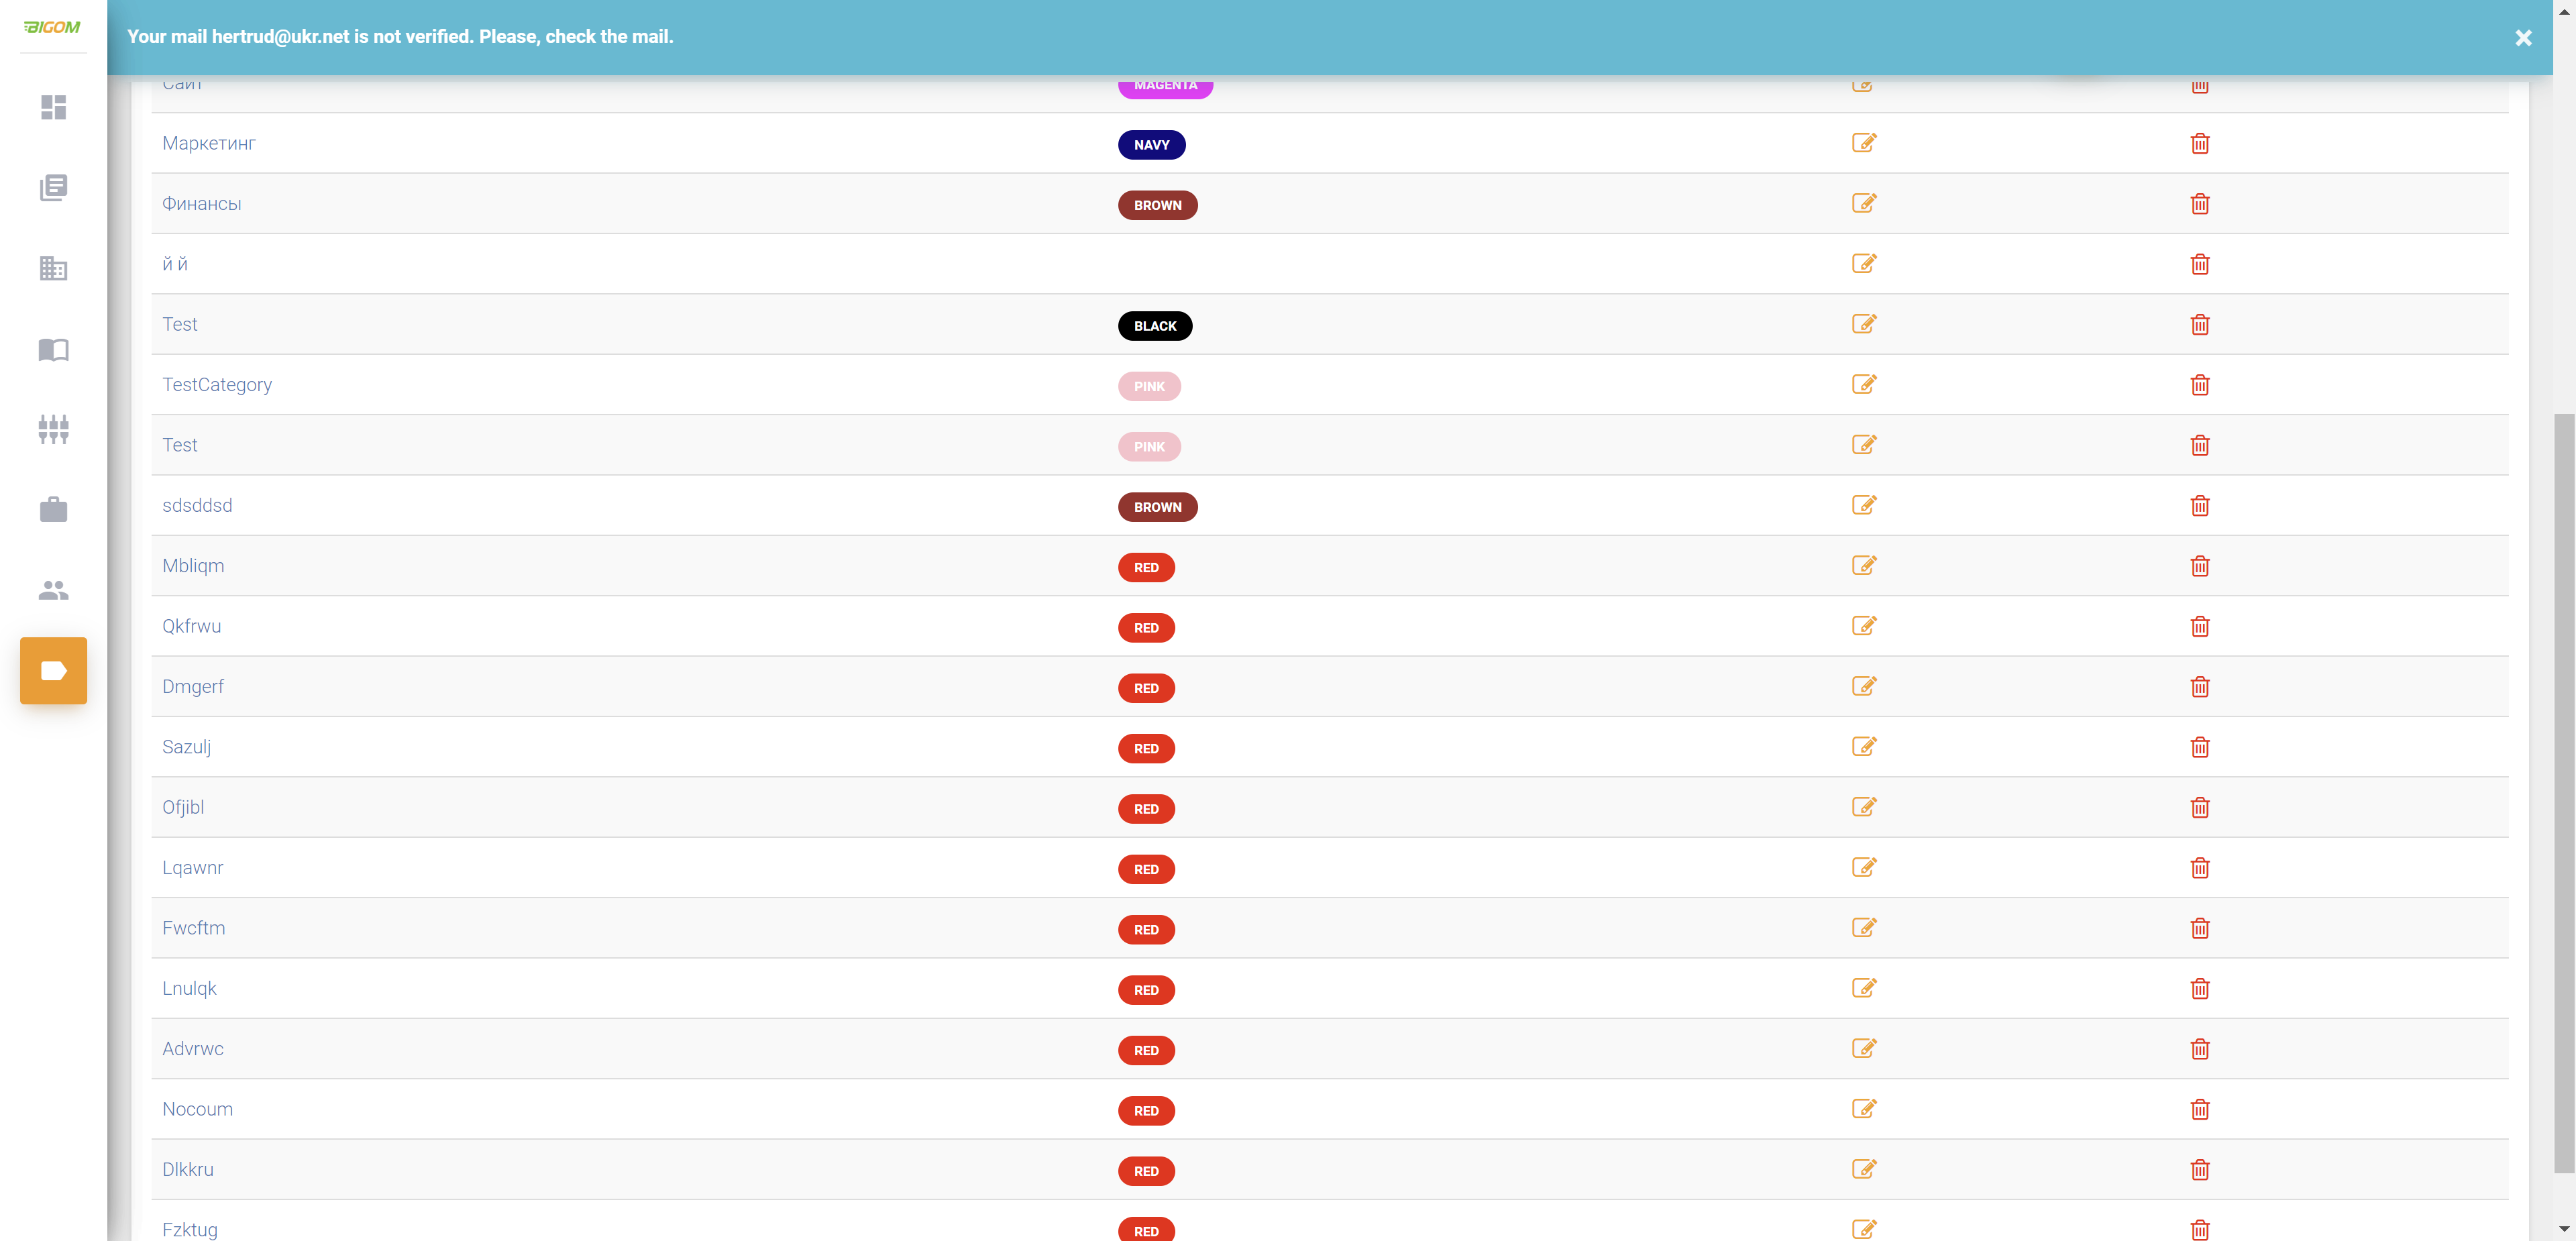 BIGOM
Your mail hertrud@ukr.net is not verified. Please, check the mail.
Сайт MAGENTA
Маркетинг NAVY
Финансы BROWN
й й
Test BLACK
TestCategory PINK
Test PINK
sdsddsd BROWN
Mbliqm RED
Qkfrwu RED
Dmgerf RED
Sazulj RED
Ofjibl RED
Lqawnr RED
Fwcftm RED
Lnulqk RED
Advrwc RED
Nocoum RED
Dlkkru RED
Fzktug RED